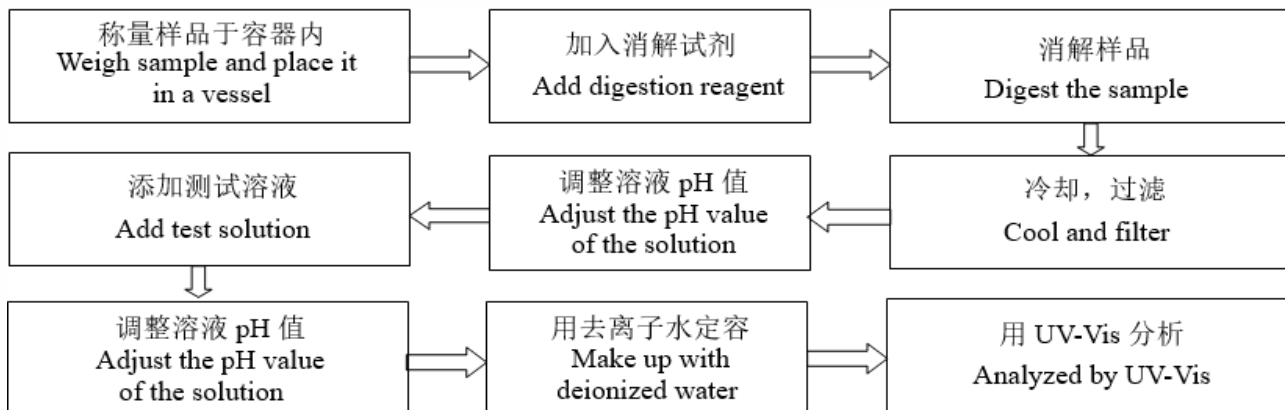 称量样品于容器内
Weigh sample and place it
in a vessel
加入消解试剂
Add digestion reagent
消解样品
Digest the sample
冷却，过滤
Cool and filter
调整溶液 pH 值
Adjust the pH value
of the solution
添加测试溶液
Add test solution
调整溶液 pH 值
Adjust the pH value
of the solution
用去离子水定容
Make up with
deionized water
用 UV-Vis 分析
Analyzed by UV-Vis